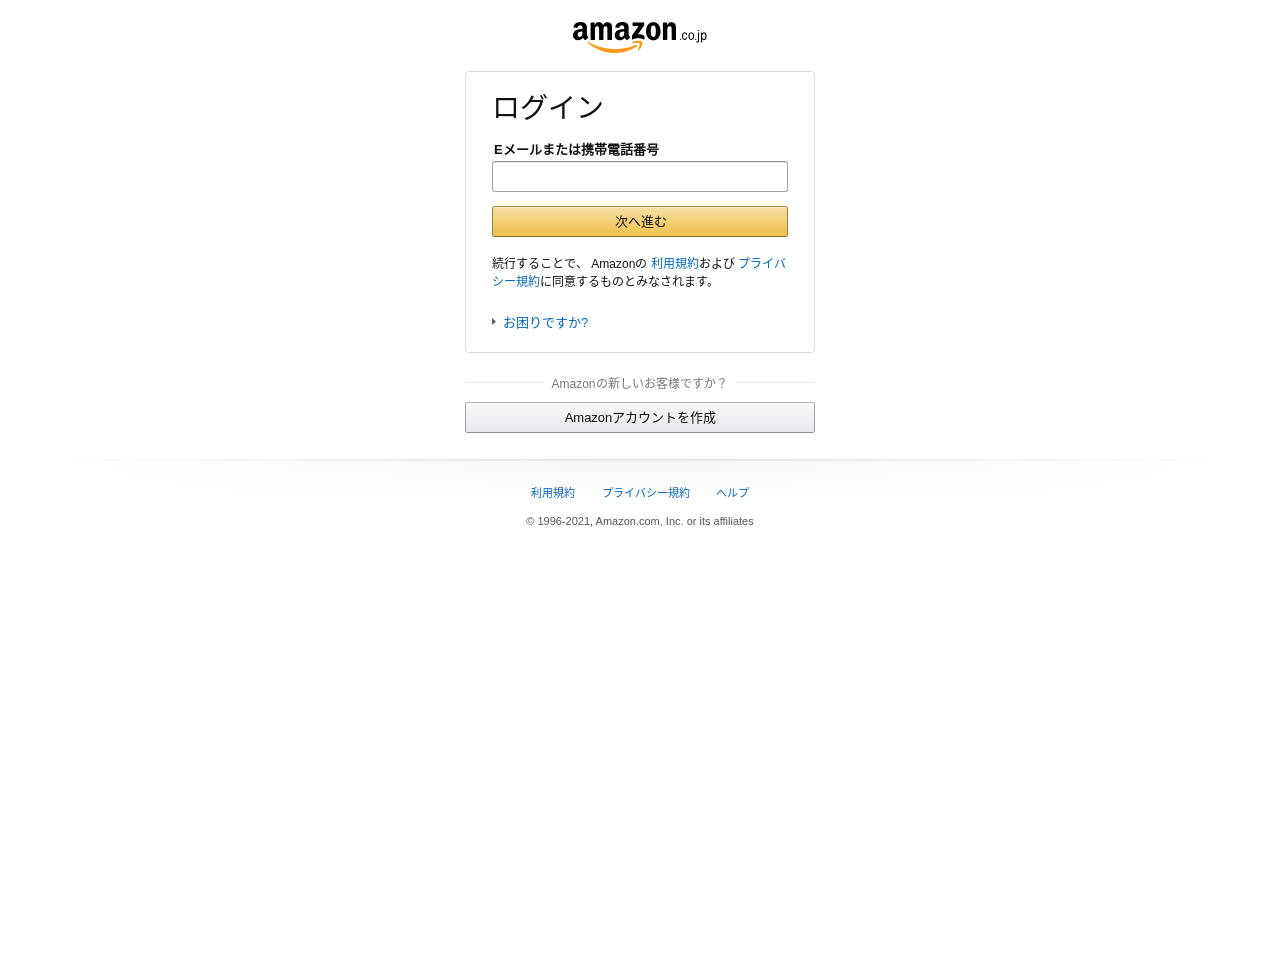 amazon.co.jp
ログイン
Eメールまたは携帯電話番号
次へ進む
続行することで、 Amazonの 利用規約および プライバ
シー規約に同意するものとみなされます。
お困りですか?
Amazonの新しいお客様ですか？
Amazonアカウントを作成
利用規約 プライバシー規約 ヘルプ
© 1996-2021, Amazon.com, Inc. or its affiliates